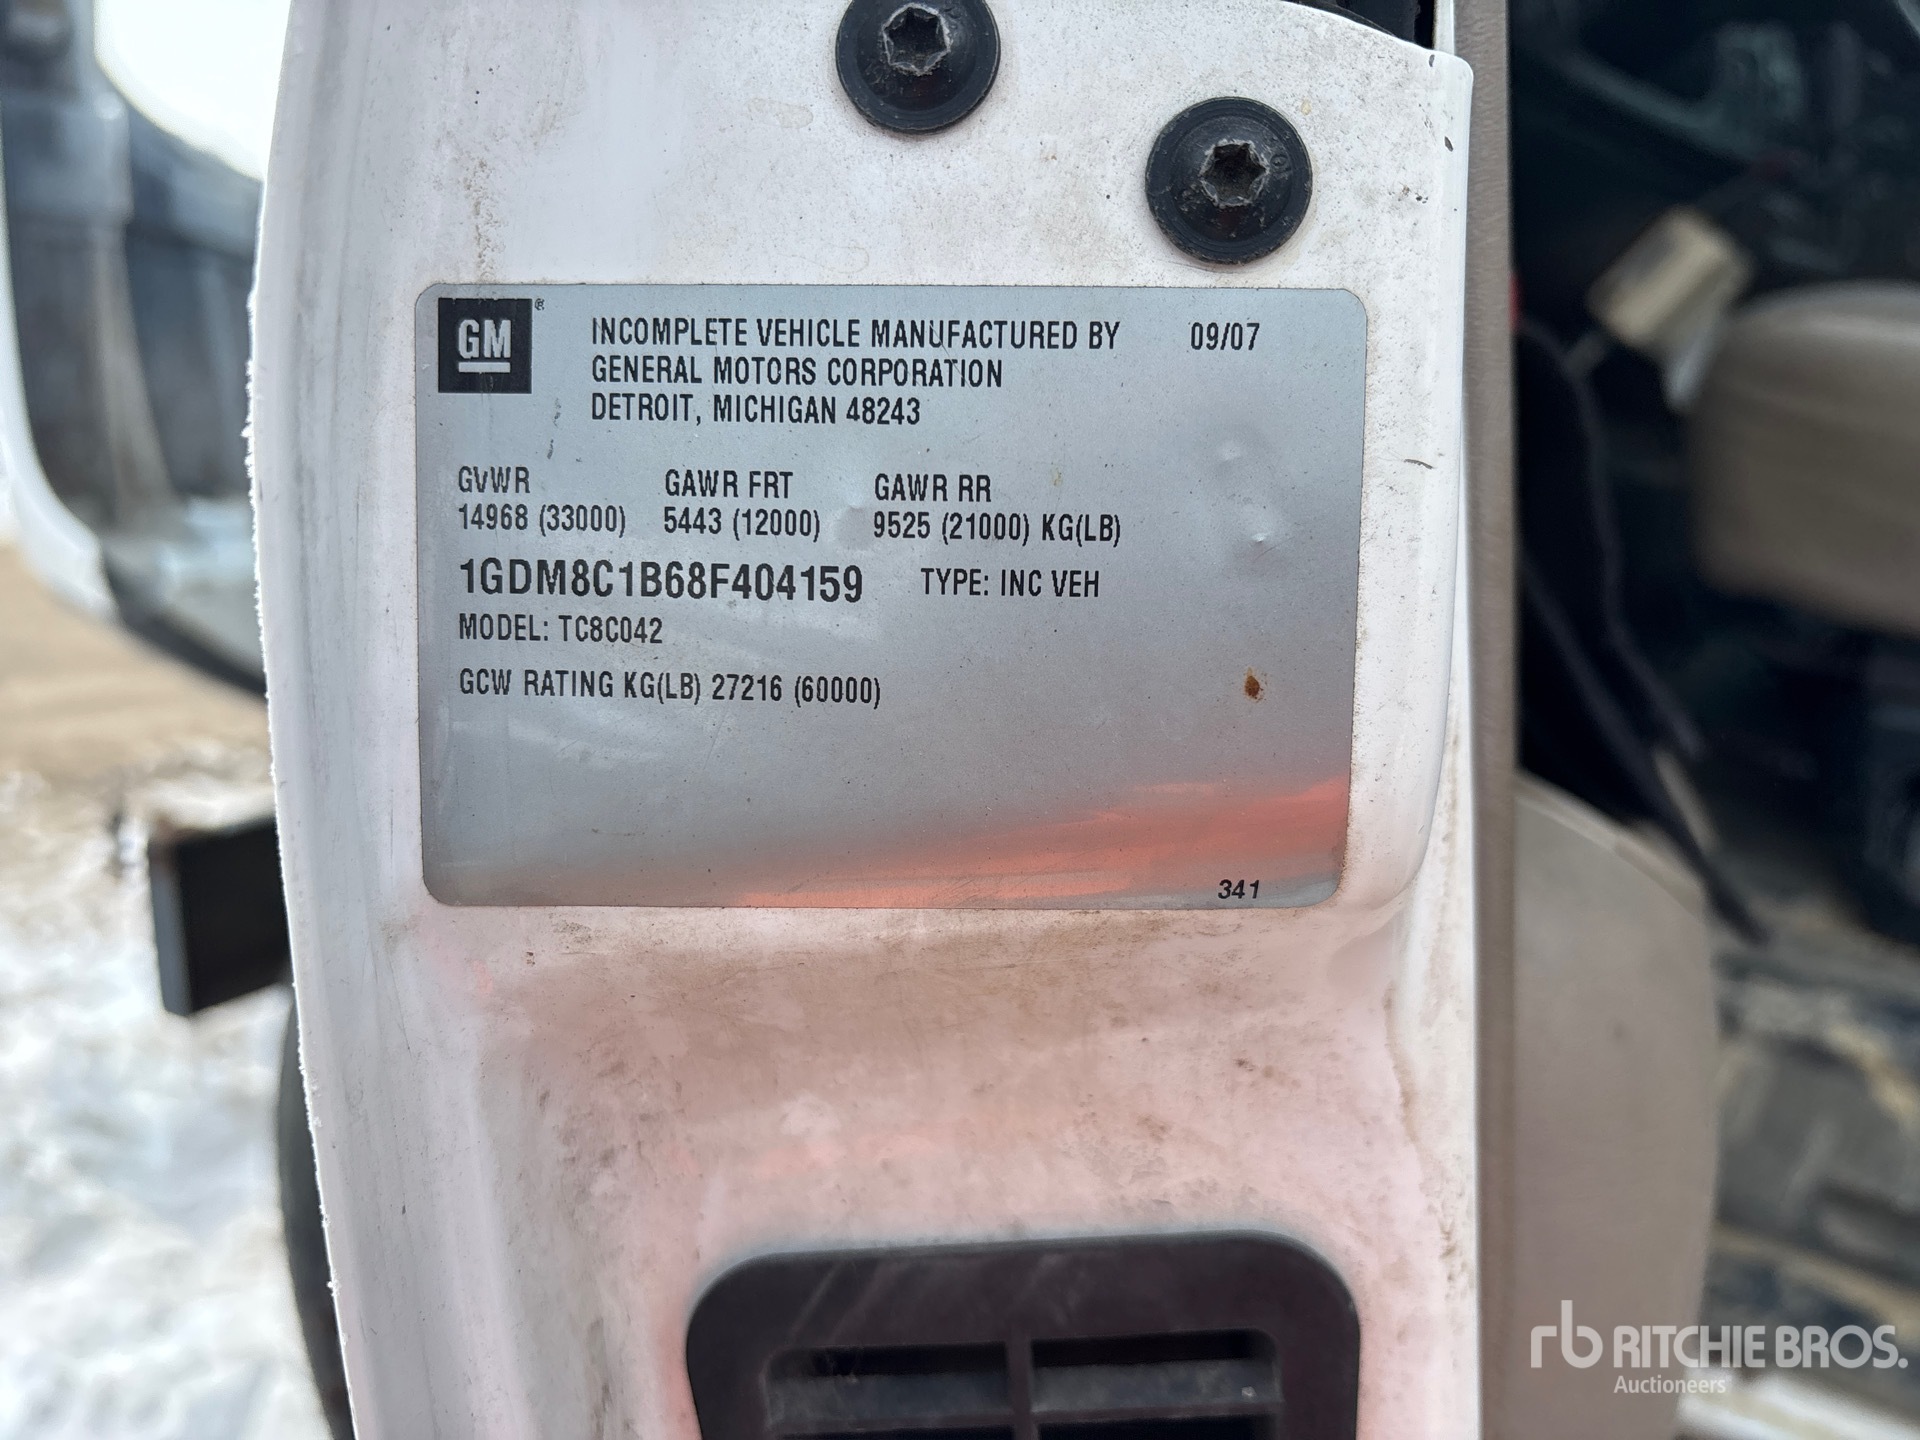 GM®
INCOMPLETE VEHICLE MANUFACTURED BY 09/07
GENERAL MOTORS CORPORATION
DETROIT, MICHIGAN 48243
GVWR GAWR FRT GAWR RR
14968 (33000) 5443 (12000) 9525 (21000) KG(LB)
1GDM8C1B68F404159 TYPE: INC VEH
MODEL: TC8C042
GCW RATING KG(LB) 27216 (60000)
341
rb RITCHIE BROS.
Auctioneers